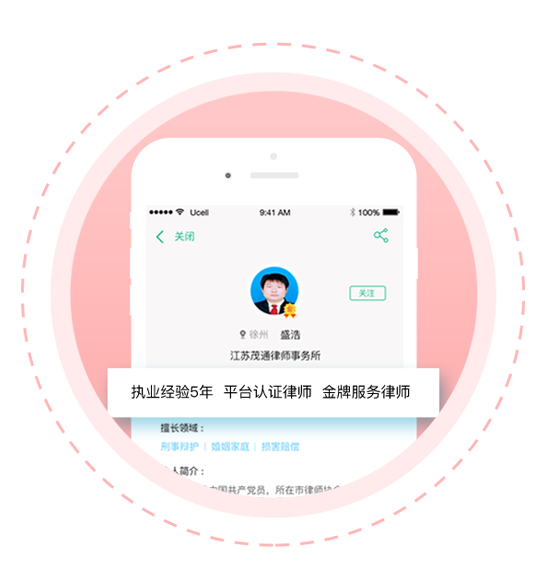 Ucell 9:41 AM 100%
关闭
关注
徐州 盛浩
江苏茂通律师事务所
执业经验5年 平台认证律师 金牌服务律师
擅长领域：
刑事辩护 | 婚姻家庭 | 损害赔偿
人简介：
中国共产党员，所在市律师协会